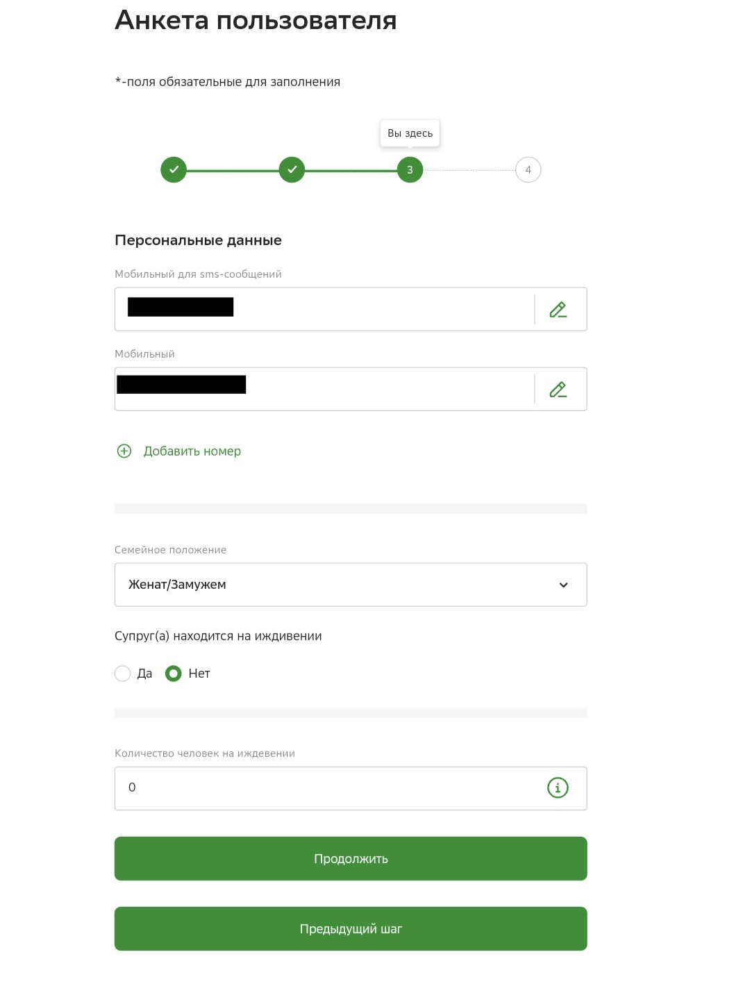 Анкета пользователя
*-поля обязательные для заполнения
Вы здесь
3
4
Персональные данные
Мобильный для sms-сообщений
Мобильный
Добавить номер
Семейное положение
Женат/Замужем
Супруг(а) находится на иждивении
Да Нет
Количество человек на иждевении
0
Продолжить
Предыдущий шаг